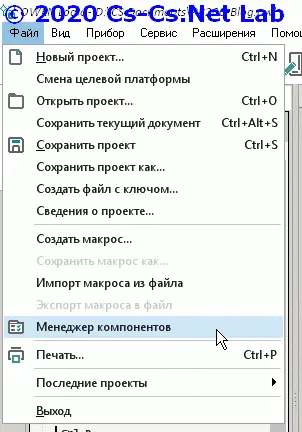 © 2020 Cs-Cs.Net Lab
Файл Вид Прибор Сервис Расширения
Новый проект... Ctrl+N
Смена целевой платформы
Открыть проект... Ctrl+O
Сохранить текущий документ Ctrl+Alt+S
Сохранить проект Ctrl+S
Сохранить проект как...
Создать файл с ключом...
Сведения о проекте...
Создать макрос...
Сохранить макрос как...
Импорт макроса из файла
Экспорт макроса в файл
Менеджер компонентов
Печать... Ctrl+P
Последние проекты
Выход